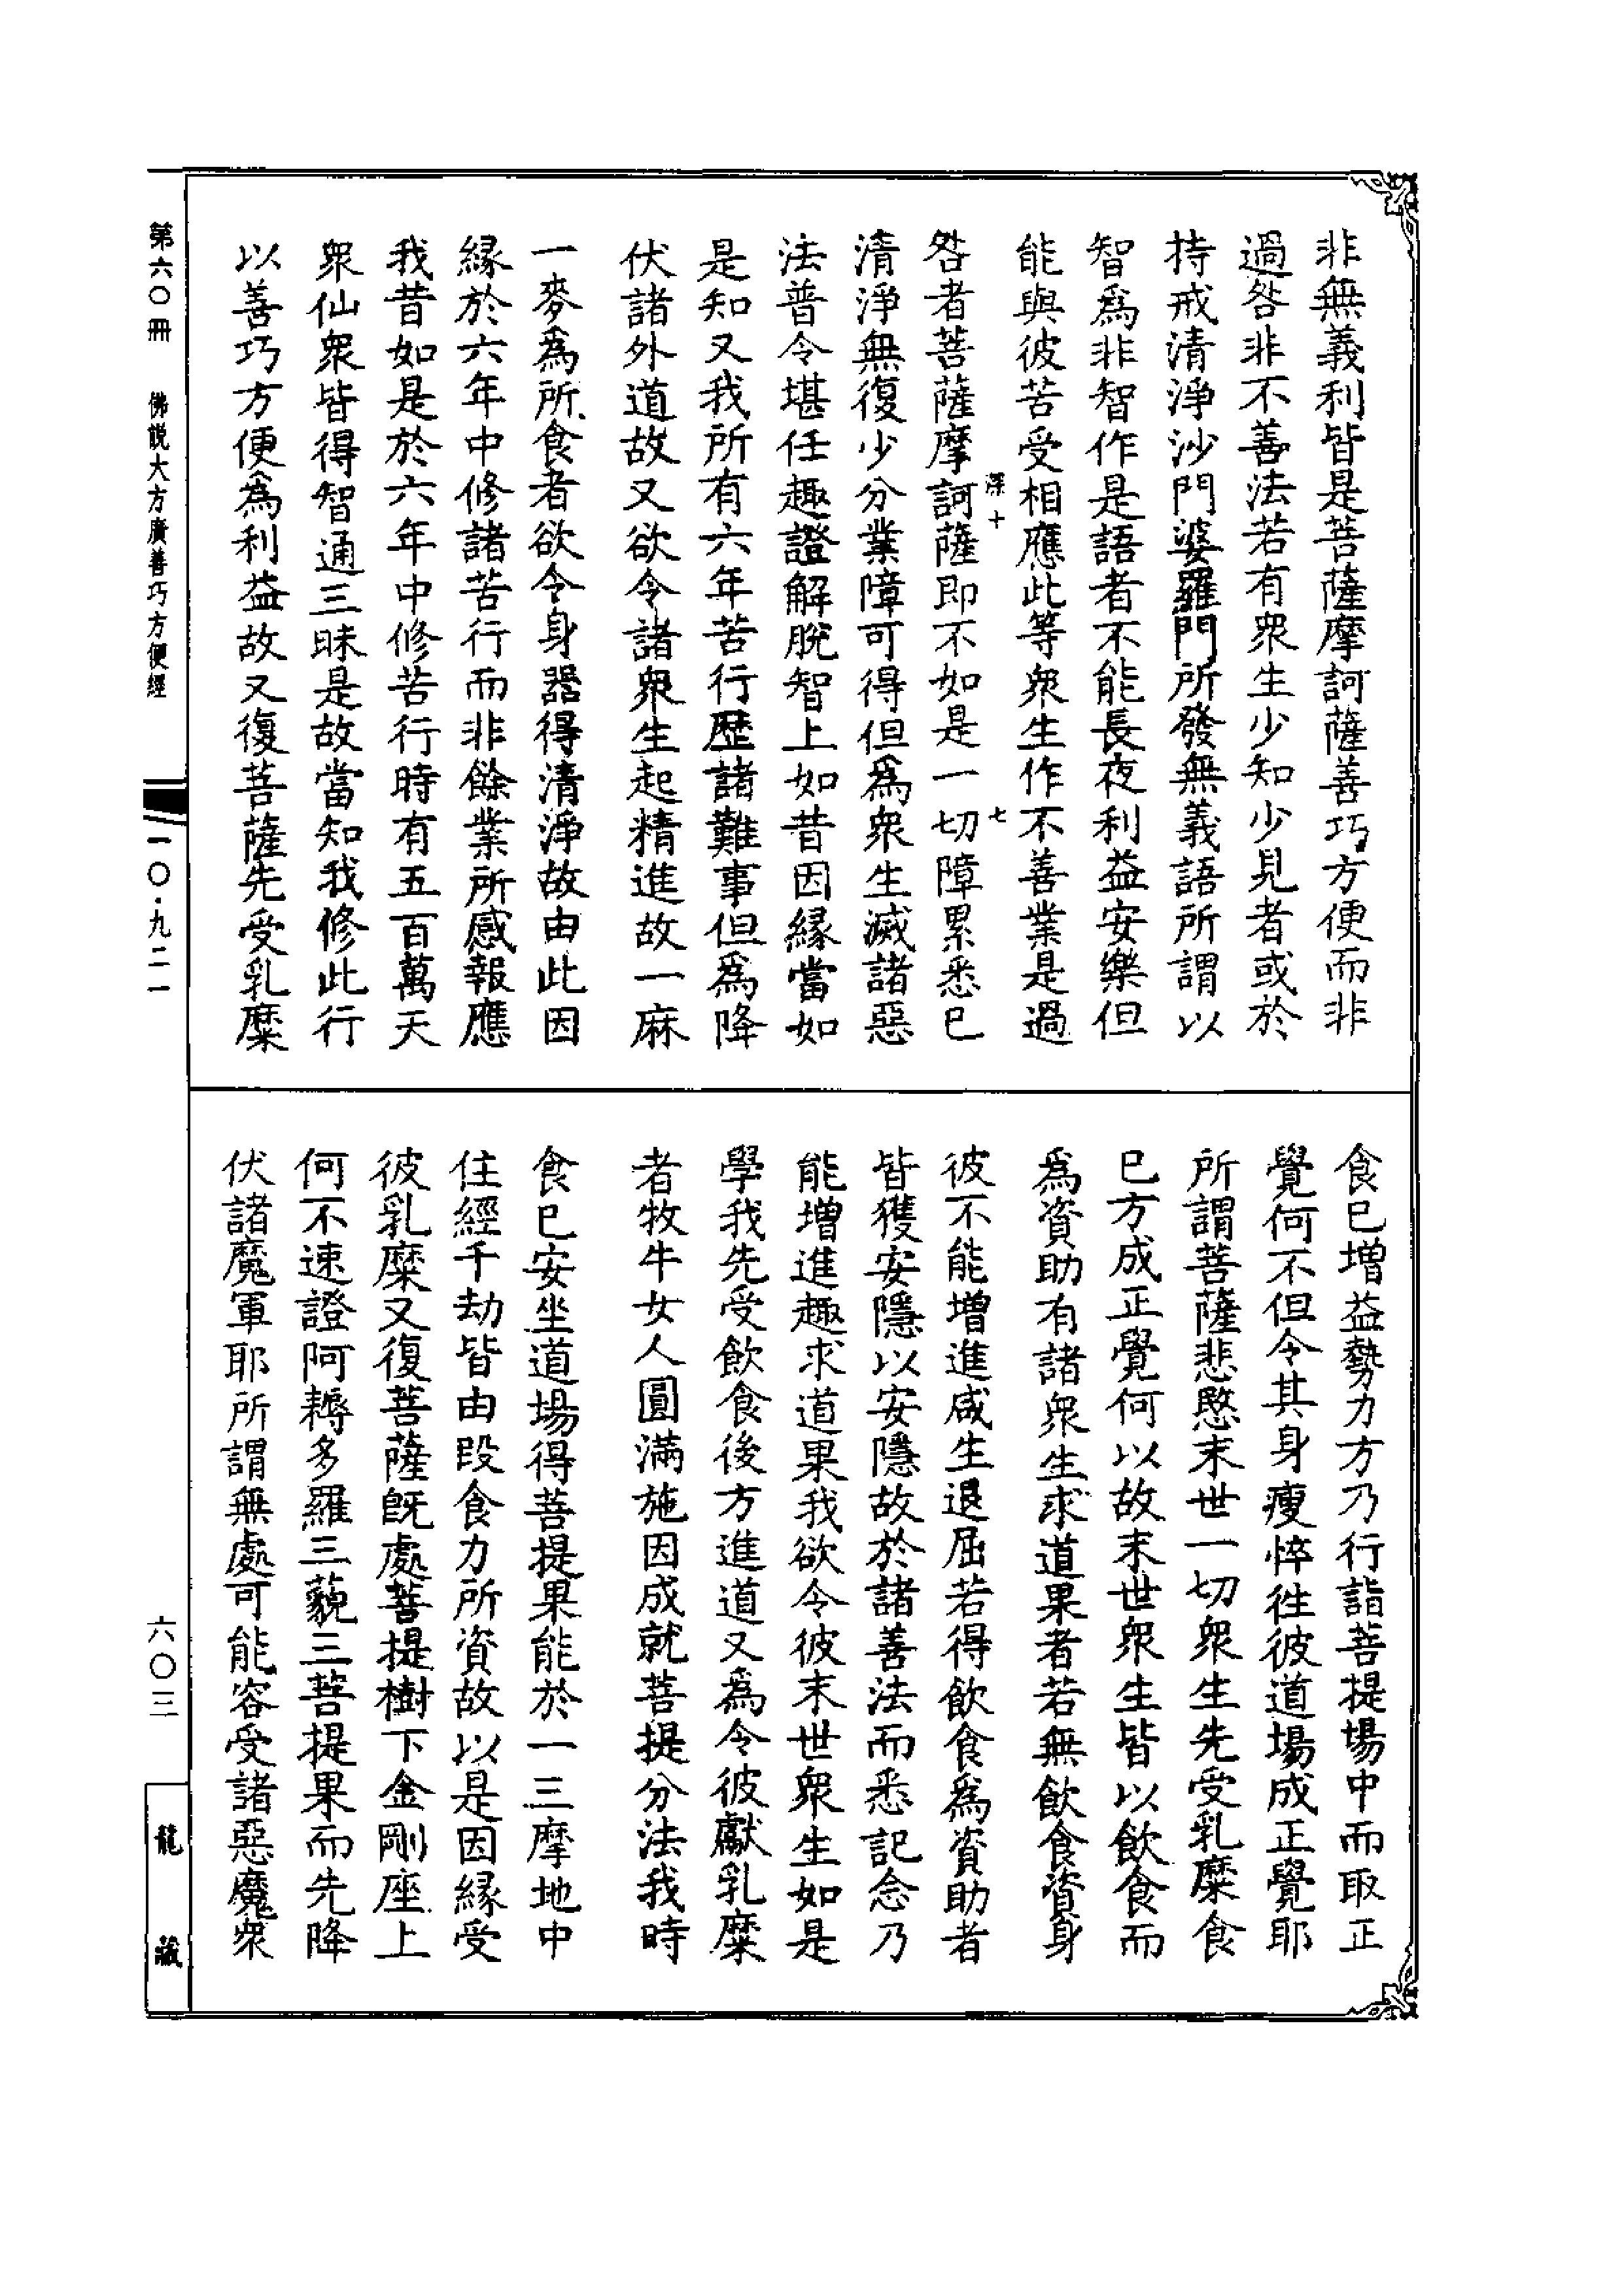 非無義利皆是菩薩摩訶薩善巧方便而非
過咎非不善法若有衆生少知少見者或於
持戒清淨沙門婆羅門所發無義語所謂以
智爲非智作是語者不能長夜利益安樂但
能與彼苦受相應此等衆生作不善業是過
深十
七
咎者菩薩摩訶薩即不如是一切障累悉已
清淨無復少分業障可得但爲衆生滅諸惡
法普令堪任趣證解脫智上如昔因緣當如
是知又我所有六年苦行歷諸難事但爲降
伏諸外道故又欲令諸衆生起精進故一麻
一麥爲所食者欲令身器得清淨故由此因
緣於六年中修諸苦行而非餘業所感報應
我昔如是於六年中修苦行時有五百萬天
衆仙衆皆得智通三昧是故當知我修此行
以善巧方便爲利益故又復菩薩先受乳糜
食已增益勢力方乃行詣菩提場中而取正
覺何不但令其身瘦悴往彼道場成正覺耶
所謂菩薩悲愍末世一切衆生先受乳糜食
已方成正覺何以故末世衆生皆以飲食而
爲資助有諸衆生求道果者若無飲食資身
彼不能增進咸生退屈若得飲食爲資助者
皆獲安隱以安隱故於諸善法而悉記念乃
能增進趣求道果我欲令彼末世衆生如是
學我先受飲食後方進道又爲令彼獻乳糜
者牧牛女人圓滿施因成就菩提分法我時
食已安坐道場得菩提果能於一三摩地中
住經千劫皆由段食力所資故以是因緣受
彼乳糜又復菩薩旣處菩提樹下金剛座上
何不速證阿耨多羅三藐三菩提果而先降
伏諸魔軍耶所謂無處可能容受諸惡魔衆
第六〇冊　佛說大方廣善巧方便經
一〇·九二一
六〇三
龍藏